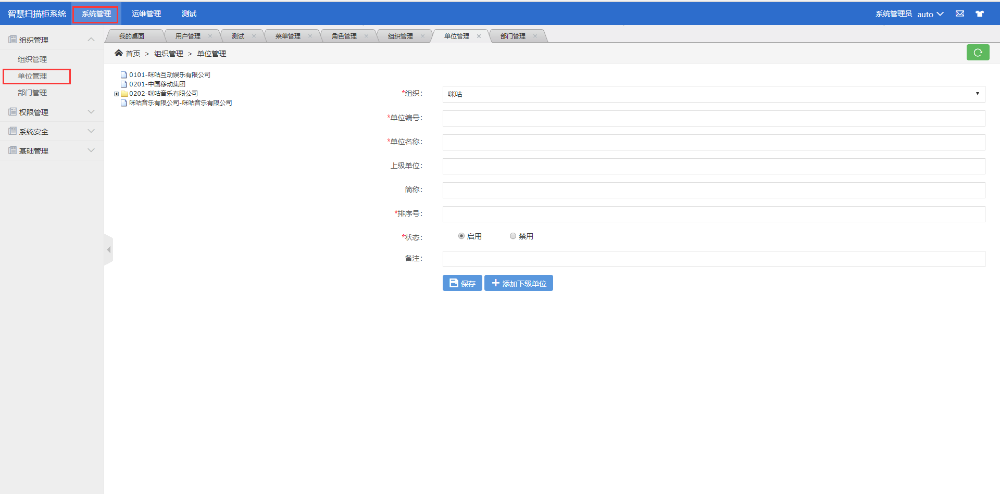 智慧扫描柜系统 系统管理 运维管理 测试 系统管理员 auto
组织管理
组织管理
单位管理
部门管理
权限管理
系统安全
基础管理
我的桌面 用户管理 测试 菜单管理 角色管理 组织管理 单位管理 部门管理
首页 > 组织管理 > 单位管理
0101-咪咕互动娱乐有限公司
0201-中国移动集团
0202-咪咕音乐有限公司
咪咕音乐有限公司-咪咕音乐有限公司
*组织： 咪咕
*单位编号：
*单位名称：
上级单位：
简称：
*排序号：
*状态： 启用 禁用
备注：
保存 添加下级单位